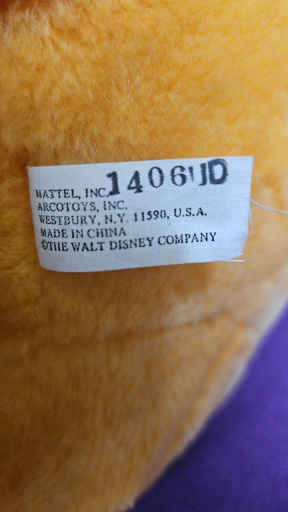 MATTEL, INC. 1406UD
ARCOTOYS, INC.
WESTBURY, N.Y. 11590, U.S.A.
MADE IN CHINA
©THE WALT DISNEY COMPANY